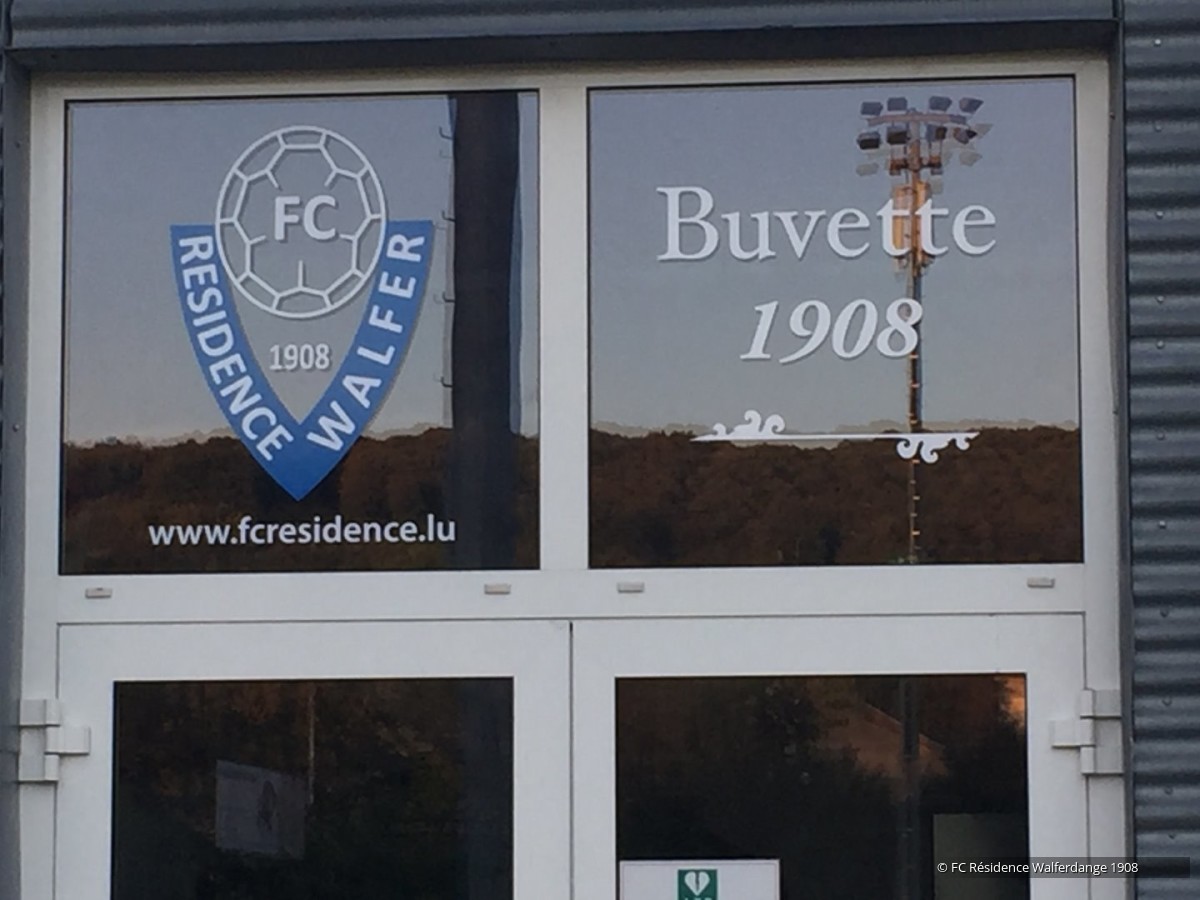 FC
RESIDENCE WALFER
1908
www.fcresidence.lu
Buvette
1908
© FC Résidence Walferdange 1908